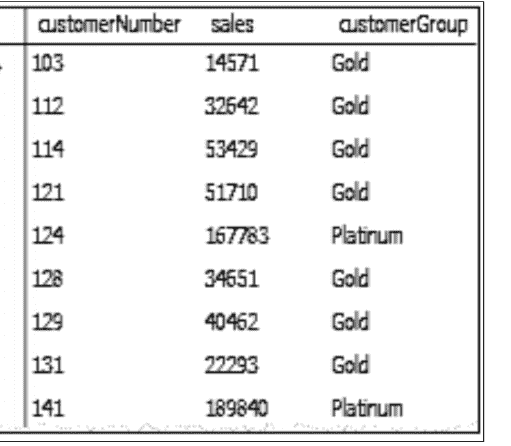 customerNumber sales customerGroup
103 14571 Gold
112 32642 Gold
114 53429 Gold
121 51710 Gold
124 167783 Platinum
128 34651 Gold
129 40462 Gold
131 22293 Gold
141 189840 Platinum